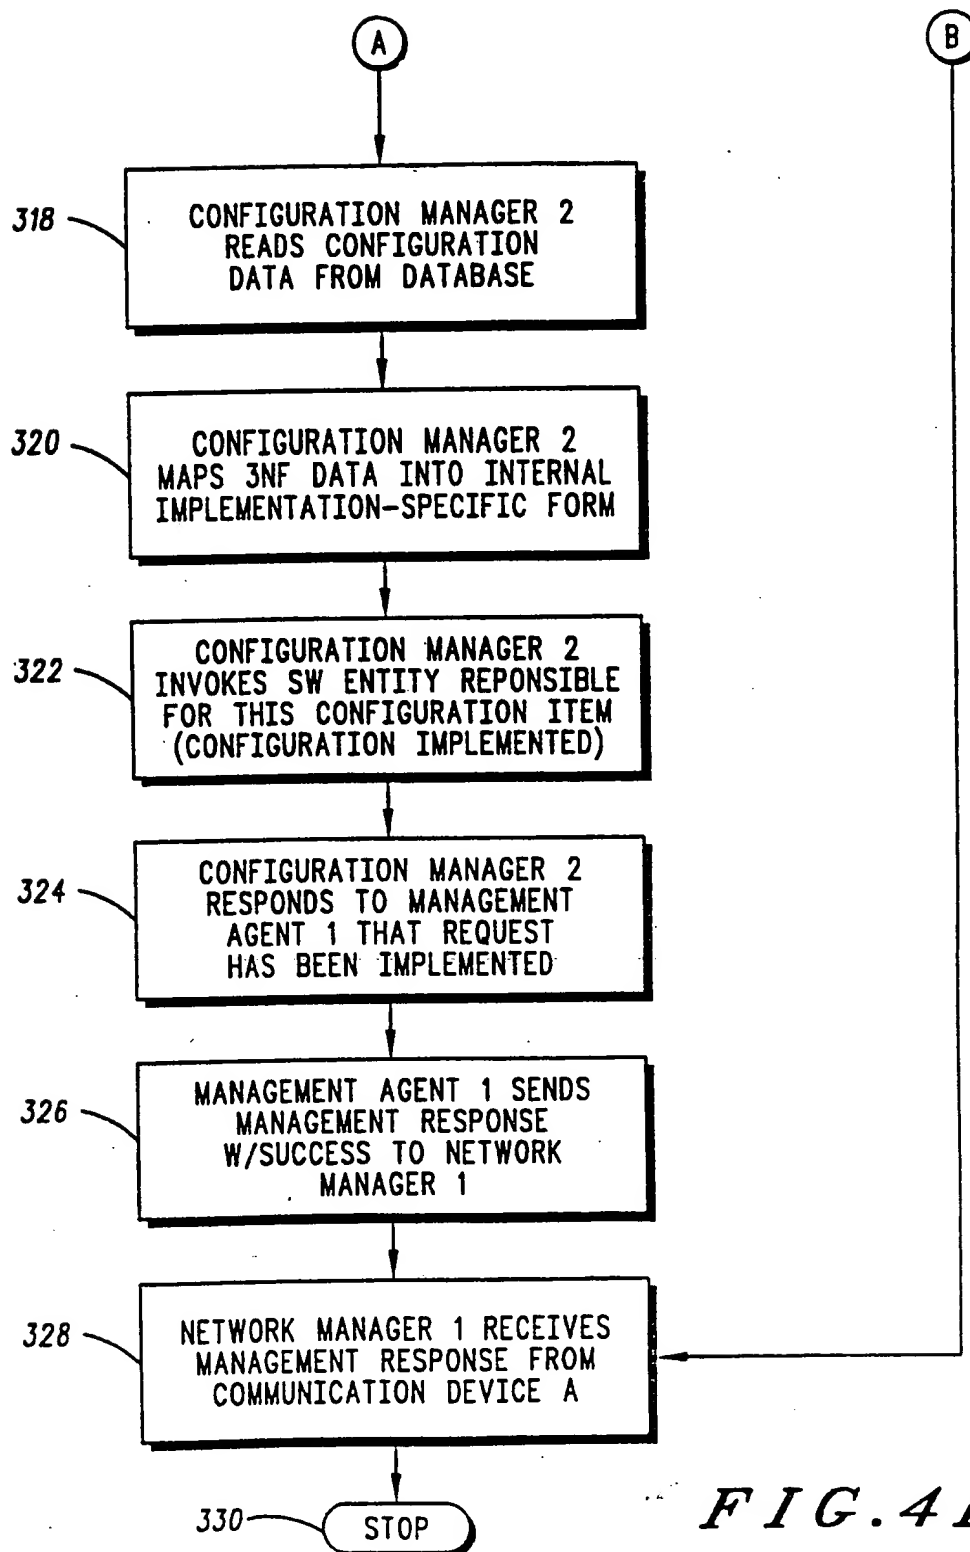 A
B
318
CONFIGURATION MANAGER 2
READS CONFIGURATION
DATA FROM DATABASE
320
CONFIGURATION MANAGER 2
MAPS 3NF DATA INTO INTERNAL
IMPLEMENTATION-SPECIFIC FORM
322
CONFIGURATION MANAGER 2
INVOKES SW ENTITY REPONSIBLE
FOR THIS CONFIGURATION ITEM
(CONFIGURATION IMPLEMENTED)
324
CONFIGURATION MANAGER 2
RESPONDS TO MANAGEMENT
AGENT 1 THAT REQUEST
HAS BEEN IMPLEMENTED
326
MANAGEMENT AGENT 1 SENDS
MANAGEMENT RESPONSE
W/SUCCESS TO NETWORK
MANAGER 1
328
NETWORK MANAGER 1 RECEIVES
MANAGEMENT RESPONSE FROM
COMMUNICATION DEVICE A
330
STOP
FIG.4